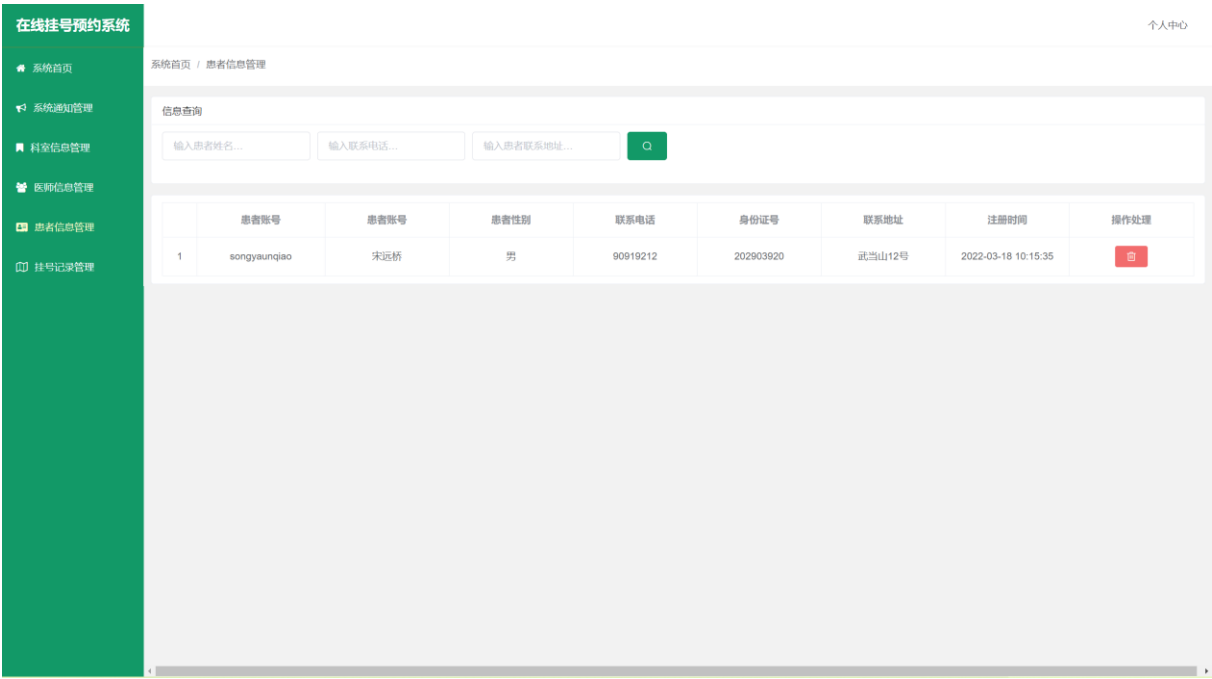 在线挂号预约系统
个人中心
系统首页
系统首页 / 患者信息管理
系统通知管理
信息查询
科室信息管理
输入患者姓名... 输入联系电话... 输入患者联系地址...
医师信息管理
患者账号 患者账号 患者性别 联系电话 身份证号 联系地址 注册时间 操作处理
患者信息管理
1 songyaunqiao 宋远桥 男 90919212 202903920 武当山12号 2022-03-18 10:15:35
挂号记录管理